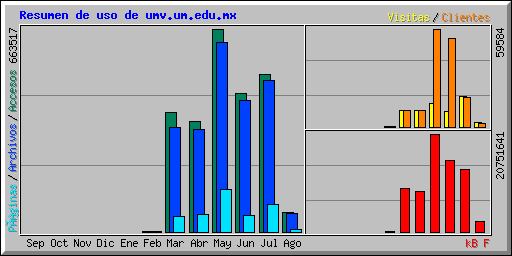 Resumen de uso de umv.um.edu.mx
Visitas/Clientes
663517
59584
Pàginas/Archivos/Accesos
20751641
Sep Oct Nov Dic Ene Feb Mar Abr May Jun Jul Ago
kB F